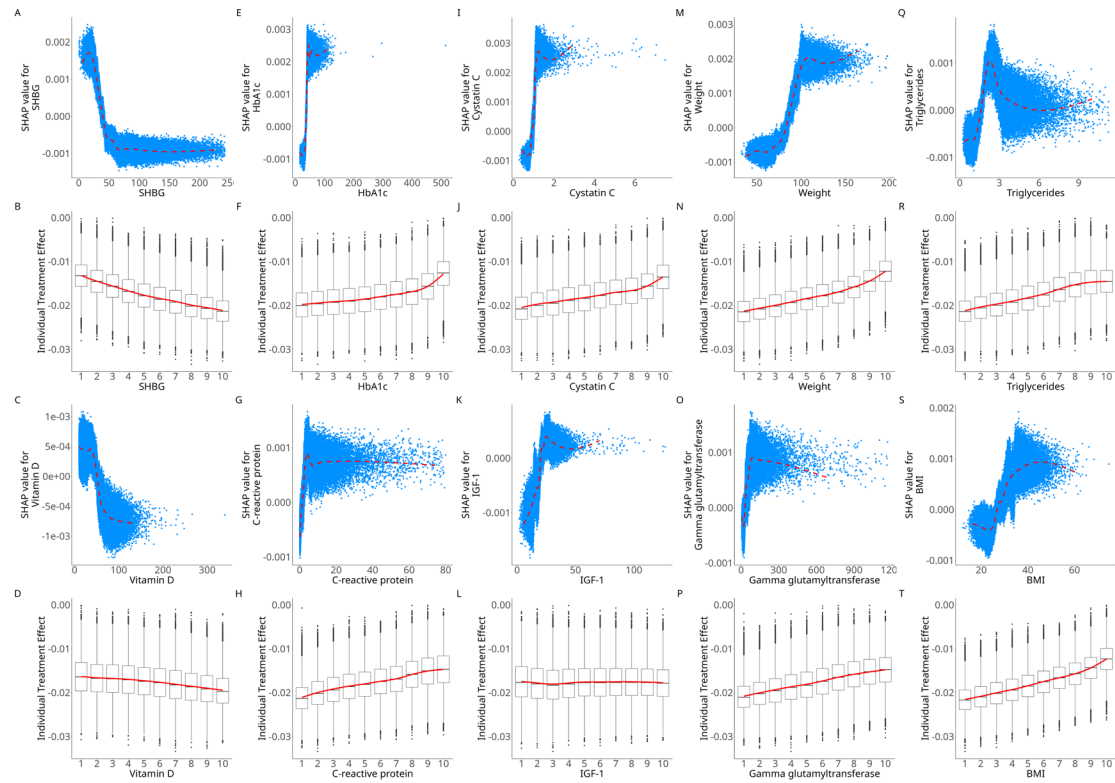 A E I M Q
SHAP value for
SHBG
0.002
0.001
0.000
-0.001
0 50 100 150 200
SHBG
SHAP value for
HbA1c
0.003
0.002
0.001
0.000
-0.001
0 100 200 300 400 500
HbA1c
SHAP value for
Cystatin C
0.003
0.002
0.001
0.000
-0.001
0 2 4 6
Cystatin C
SHAP value for
Weight
0.003
0.002
0.001
0.000
-0.001
50 100 150 200
Weight
SHAP value for
Triglycerides
0.001
0.000
-0.001
0 3 6 9
Triglycerides
B F J N R
Individual Treatment Effect
0.00
-0.01
-0.02
-0.03
1 2 3 4 5 6 7 8 9 10
SHBG
Individual Treatment Effect
0.00
-0.01
-0.02
-0.03
1 2 3 4 5 6 7 8 9 10
HbA1c
Individual Treatment Effect
0.00
-0.01
-0.02
-0.03
1 2 3 4 5 6 7 8 9 10
Cystatin C
Individual Treatment Effect
0.00
-0.01
-0.02
-0.03
1 2 3 4 5 6 7 8 9 10
Weight
Individual Treatment Effect
0.00
-0.01
-0.02
-0.03
1 2 3 4 5 6 7 8 9 10
Triglycerides
C G K O S
SHAP value for
Vitamin D
1e-03
5e-04
0e+00
-5e-04
-1e-03
0 100 200 300
Vitamin D
SHAP value for
C-reactive protein
0.001
0.000
-0.001
0 20 40 60 80
C-reactive protein
SHAP value for
IGF-1
0.000
-0.001
0 50 100
IGF-1
SHAP value for
Gamma glutamyltransferase
0.001
0.000
-0.001
0 300 600 900 120
Gamma glutamyltransferase
SHAP value for
BMI
0.002
0.001
0.000
-0.001
20 40 60
BMI
D H L P T
Individual Treatment Effect
0.00
-0.01
-0.02
-0.03
1 2 3 4 5 6 7 8 9 10
Vitamin D
Individual Treatment Effect
0.00
-0.01
-0.02
-0.03
1 2 3 4 5 6 7 8 9 10
C-reactive protein
Individual Treatment Effect
0.00
-0.01
-0.02
-0.03
1 2 3 4 5 6 7 8 9 10
IGF-1
Individual Treatment Effect
0.00
-0.01
-0.02
-0.03
1 2 3 4 5 6 7 8 9 10
Gamma glutamyltransferase
Individual Treatment Effect
0.00
-0.01
-0.02
-0.03
1 2 3 4 5 6 7 8 9 10
BMI